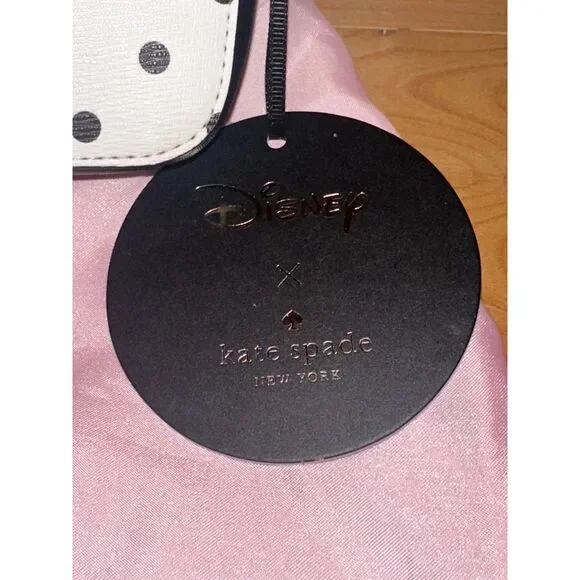 Disney
×
kate spade
NEW YORK